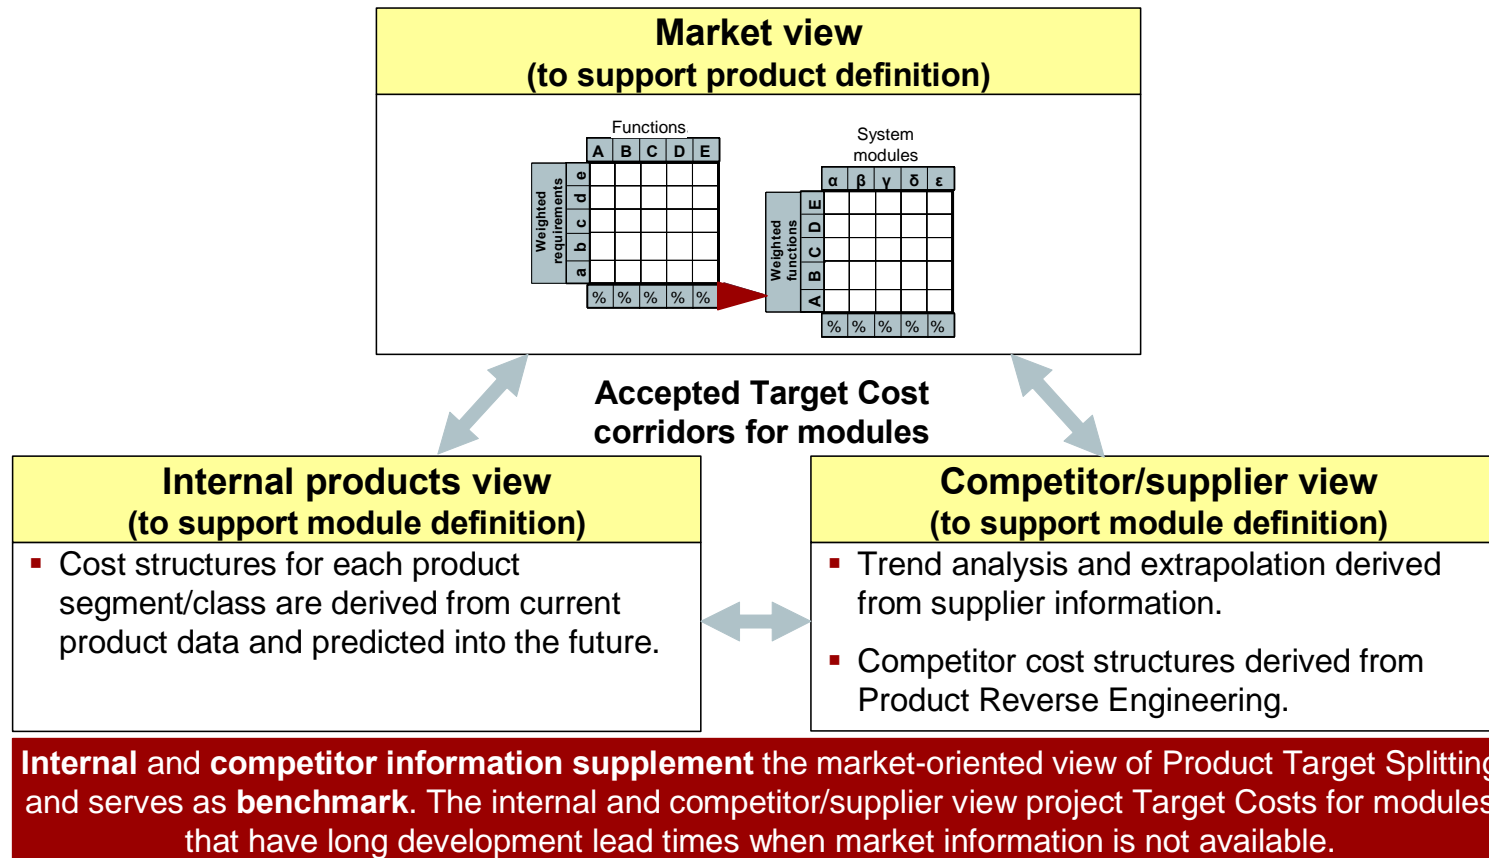 Market view
(to support product definition)
Functions
A B C D E
Weighted
requirements
e
d
c
b
a
% % % % %
System
modules
α β γ δ ε
Weighted
functions
E
D
C
B
A
% % % % %
Accepted Target Cost
corridors for modules
Internal products view
(to support module definition)
▪ Cost structures for each product
segment/class are derived from current
product data and predicted into the future.
Competitor/supplier view
(to support module definition)
▪ Trend analysis and extrapolation derived
from supplier information.
▪ Competitor cost structures derived from
Product Reverse Engineering.
Internal and competitor information supplement the market-oriented view of Product Target Splitting
and serves as benchmark. The internal and competitor/supplier view project Target Costs for modules
that have long development lead times when market information is not available.